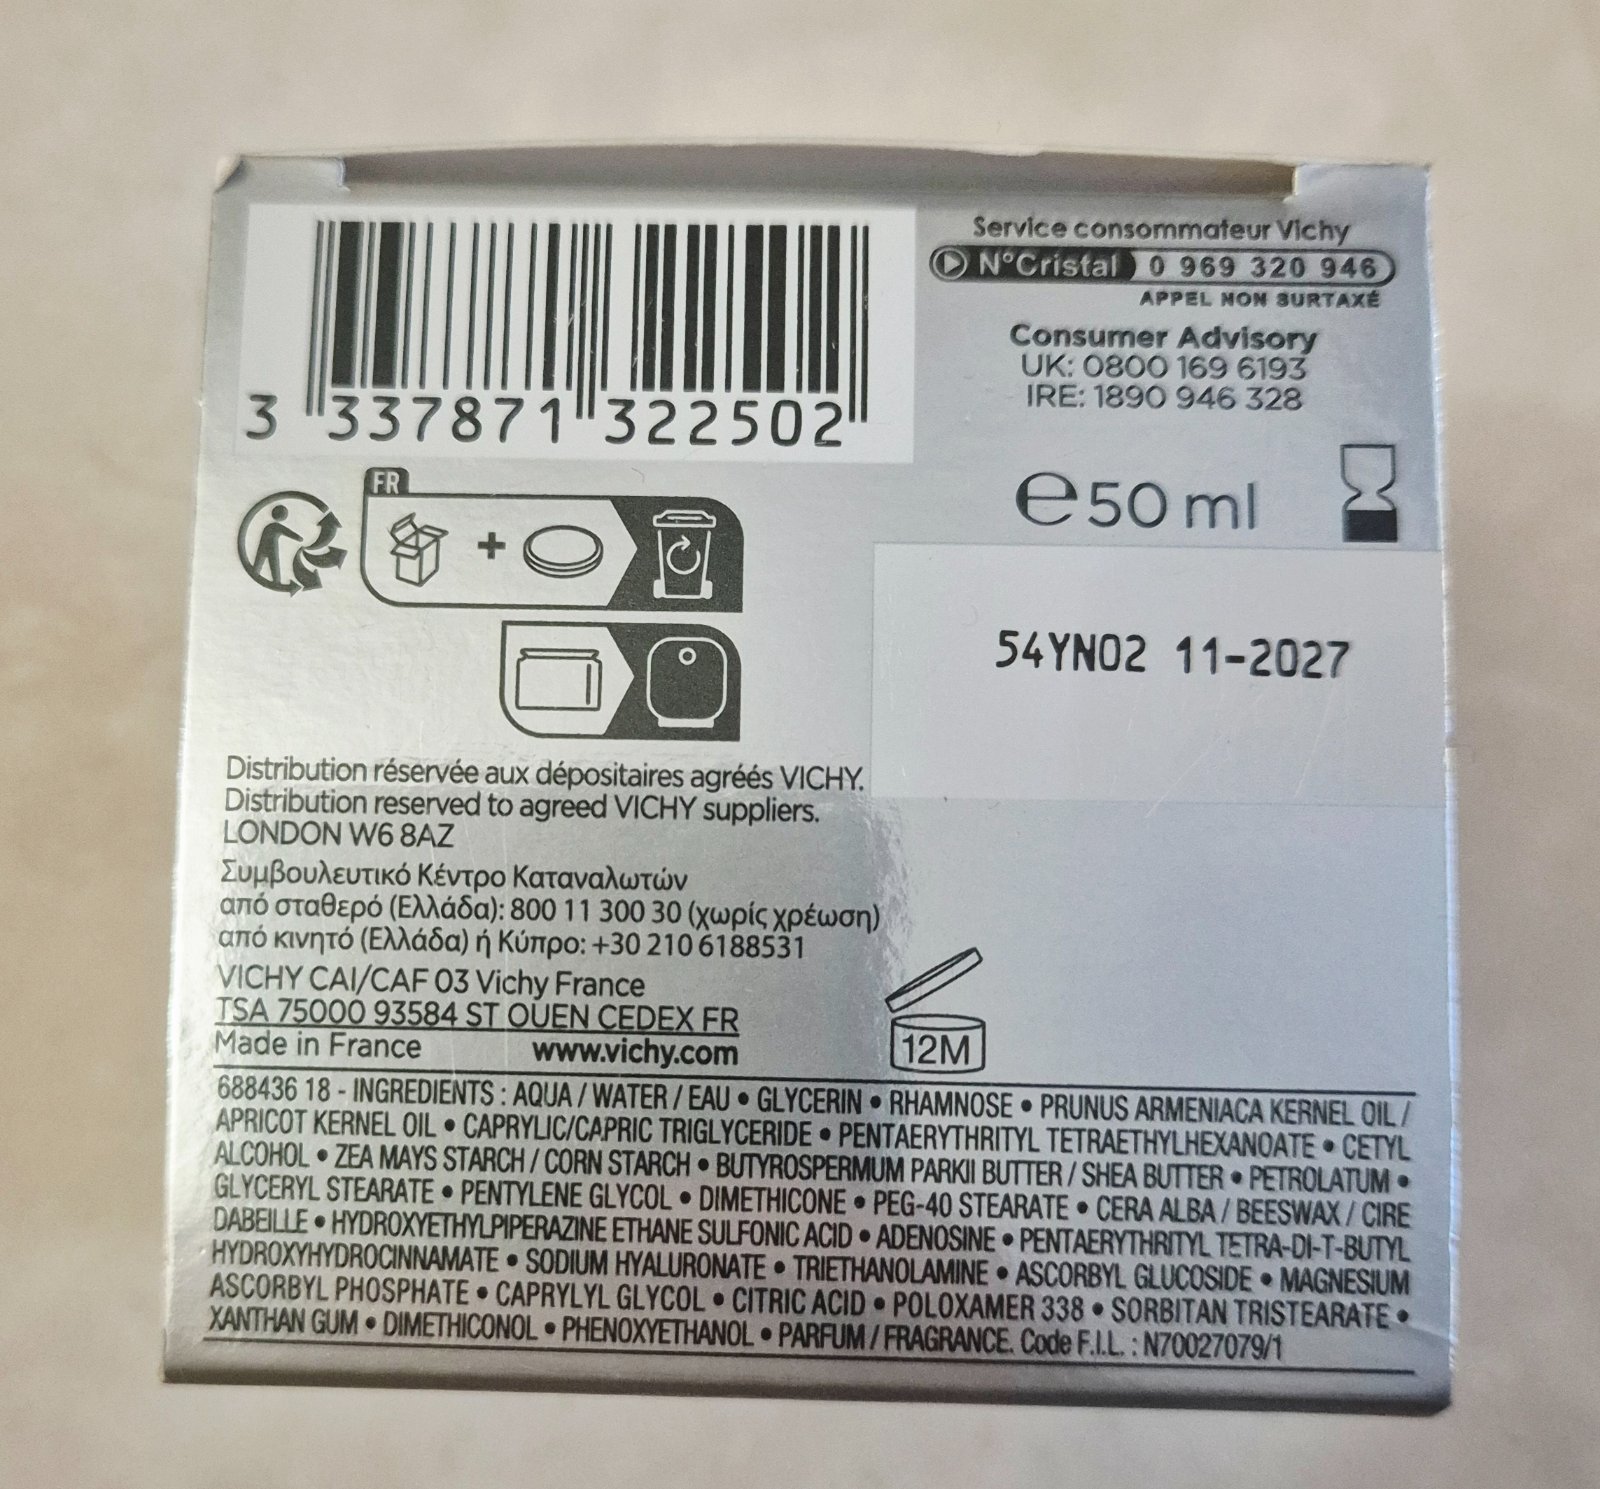 3 337871 322502
Service consommateur Vichy
N°Cristal 0 969 320 946
APPEL NON SURTAXÉ
Consumer Advisory
UK: 0800 169 6193
IRE: 1890 946 328
FR
e 50 ml
54YN02 11-2027
Distribution réservée aux dépositaires agréés VICHY.
Distribution reserved to agreed VICHY suppliers.
LONDON W6 8AZ
Συμβουλευτικό Κέντρο Καταναλωτών
από σταθερό (Ελλάδα): 800 11 300 30 (χωρίς χρέωση)
από κινητό (Ελλάδα) ή Κύπρο: +30 210 6188531
VICHY CAI/CAF 03 Vichy France
TSA 75000 93584 ST OUEN CEDEX FR
Made in France www.vichy.com
12M
688436 18 - INGREDIENTS : AQUA / WATER / EAU • GLYCERIN • RHAMNOSE • PRUNUS ARMENIACA KERNEL OIL /
APRICOT KERNEL OIL • CAPRYLIC/CAPRIC TRIGLYCERIDE • PENTAERYTHRITYL TETRAETHYLHEXANOATE • CETYL
ALCOHOL • ZEA MAYS STARCH / CORN STARCH • BUTYROSPERMUM PARKII BUTTER / SHEA BUTTER • PETROLATUM •
GLYCERYL STEARATE • PENTYLENE GLYCOL • DIMETHICONE • PEG-40 STEARATE • CERA ALBA / BEESWAX / CIRE
DABEILLE • HYDROXYETHYLPIPERAZINE ETHANE SULFONIC ACID • ADENOSINE • PENTAERYTHRITYL TETRA-DI-T-BUTYL
HYDROXYHYDROCINNAMATE • SODIUM HYALURONATE • TRIETHANOLAMINE • ASCORBYL GLUCOSIDE • MAGNESIUM
ASCORBYL PHOSPHATE • CAPRYLYL GLYCOL • CITRIC ACID • POLOXAMER 338 • SORBITAN TRISTEARATE •
XANTHAN GUM • DIMETHICONOL • PHENOXYETHANOL • PARFUM / FRAGRANCE. Code F.I.L. : N70027079/1